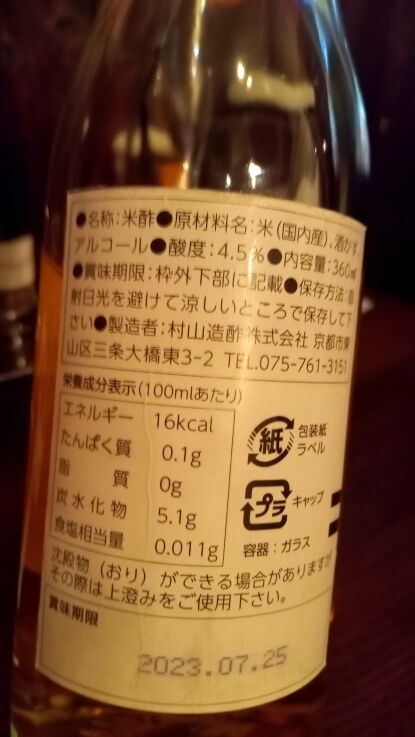 ●名称:米酢●原材料名:米(国内産)、酒かす、
アルコール●酸度:4.5%●内容量:360ml
●賞味期限:枠外下部に記載●保存方法:直
射日光を避けて涼しいところで保存して下
さい●製造者:村山造酢株式会社 京都市東
山区三条大橋東3-2 TEL.075-761-3151
栄養成分表示(100mlあたり)
エネルギー 16kcal
たんぱく質 0.1g
脂質 0g
炭水化物 5.1g
食塩相当量 0.011g
紙 包装紙
ラベル
プラ キャップ
容器:ガラス
沈殿物(おり)ができる場合がありますが
その際は上澄みをご使用下さい。
賞味期限
2023.07.25